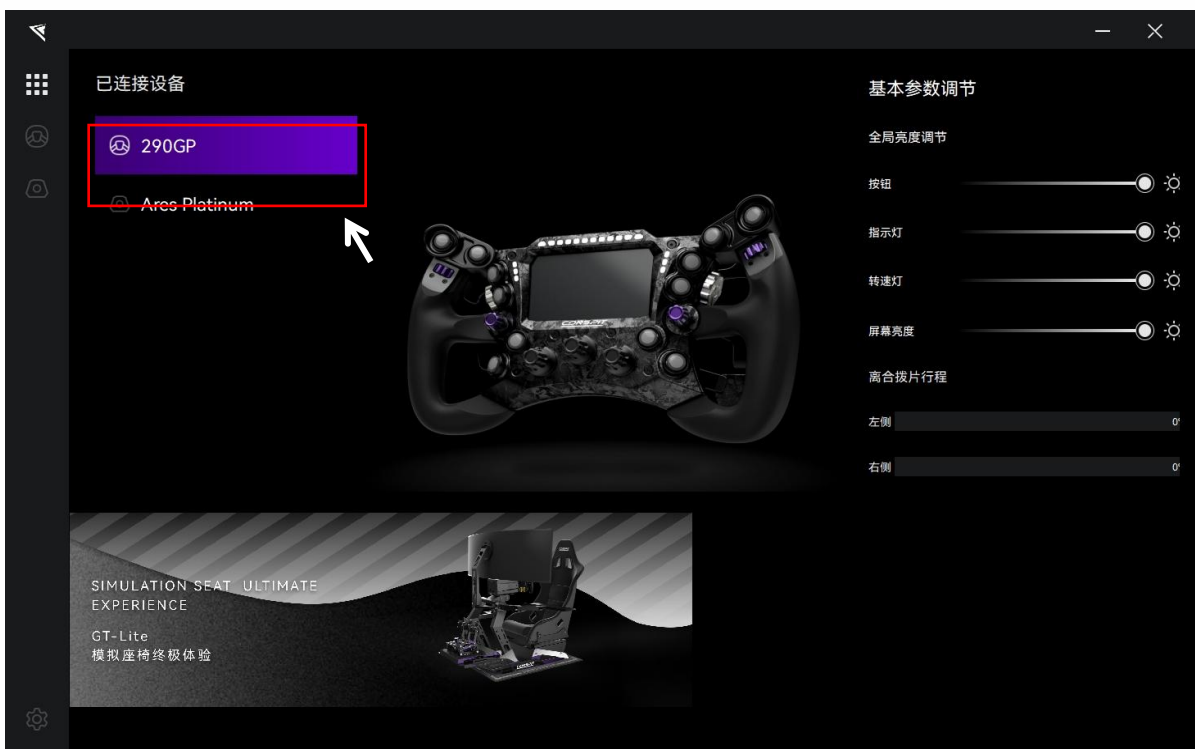 已连接设备
290GP
Ares Platinum
基本参数调节
全局亮度调节
按钮
指示灯
转速灯
屏幕亮度
离合拨片行程
左侧
0%
右侧
0%
SIMULATION SEAT ULTIMATE
EXPERIENCE
GT-Lite
模拟座椅终极体验